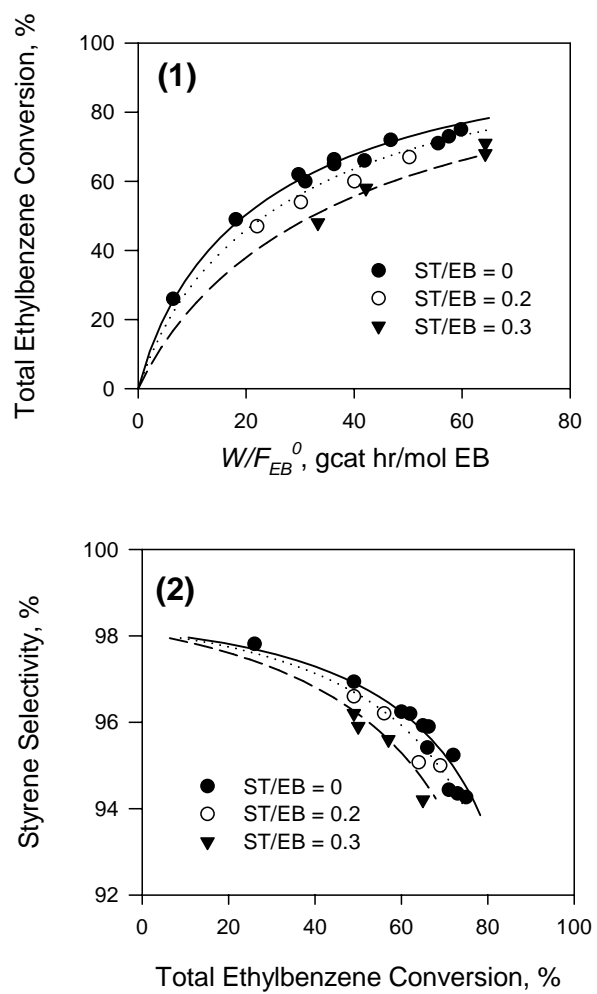 Total Ethylbenzene Conversion, %
100
80
60
40
20
0
(1)
ST/EB = 0
ST/EB = 0.2
ST/EB = 0.3
0 20 40 60 80
W/F_EB^0, gcat hr/mol EB
Styrene Selectivity, %
100
98
96
94
92
(2)
ST/EB = 0
ST/EB = 0.2
ST/EB = 0.3
0 20 40 60 80 100
Total Ethylbenzene Conversion, %